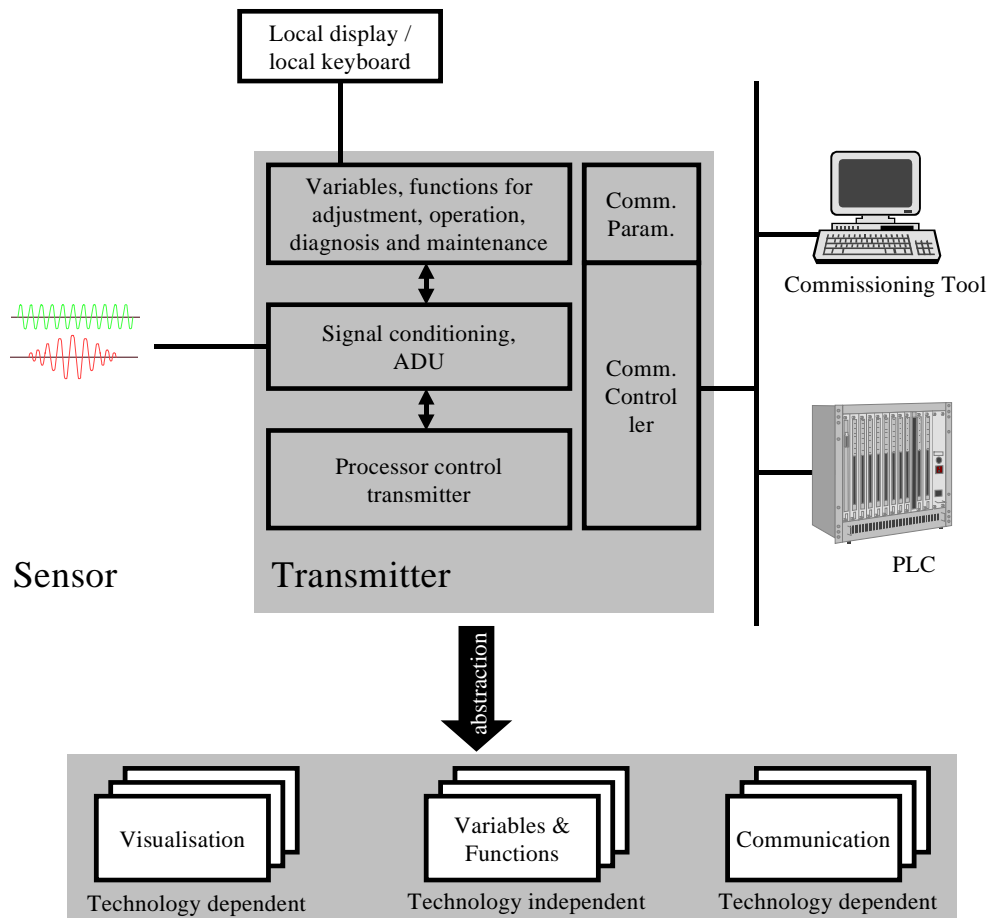 Local display /
local keyboard
Variables, functions for
adjustment, operation,
diagnosis and maintenance
Comm.
Param.
Commissioning Tool
Signal conditioning,
ADU
Comm.
Control
ler
Processor control
transmitter
PLC
Sensor
Transmitter
abstraction
Visualisation
Variables &
Functions
Communication
Technology dependent
Technology independent
Technology dependent